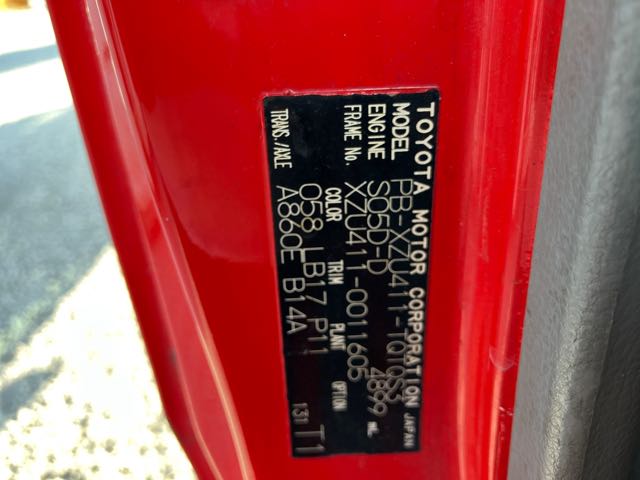 TOYOTA MOTOR CORPORATION JAPAN
MODEL PB-XZU411-TQTQS3
ENGINE S05D-D 4899 mL
FRAME No. XZU411-0011605
COLOR TRIM PLANT OPTION
058 LB17 P11
TRANS./AXLE A860E B14A
131 T1